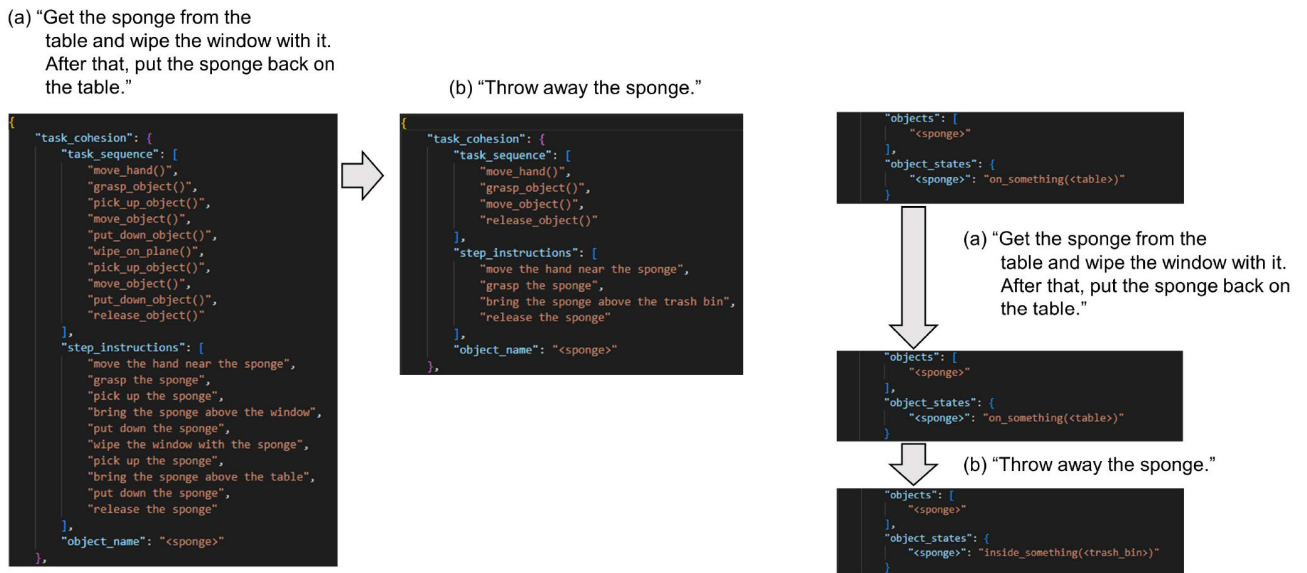 (a) “Get the sponge from the
table and wipe the window with it.
After that, put the sponge back on
the table.”
{
"task_cohesion": {
"task_sequence": [
"move_hand()",
"grasp_object()",
"pick_up_object()",
"move_object()",
"put_down_object()",
"wipe_on_plane()",
"pick_up_object()",
"move_object()",
"put_down_object()",
"release_object()"
],
"step_instructions": [
"move the hand near the sponge",
"grasp the sponge",
"pick up the sponge",
"bring the sponge above the window",
"put down the sponge",
"wipe the window with the sponge",
"pick up the sponge",
"bring the sponge above the table",
"put down the sponge",
"release the sponge"
],
"object_name": "<sponge>"
},
(b) “Throw away the sponge.”
{
"task_cohesion": {
"task_sequence": [
"move_hand()",
"grasp_object()",
"move_object()",
"release_object()"
],
"step_instructions": [
"move the hand near the sponge",
"grasp the sponge",
"bring the sponge above the trash bin",
"release the sponge"
],
"object_name": "<sponge>"
},
"objects": [
"<sponge>"
],
"object_states": {
"<sponge>": "on_something(<table>)"
}
(a) “Get the sponge from the
table and wipe the window with it.
After that, put the sponge back on
the table.”
"objects": [
"<sponge>"
],
"object_states": {
"<sponge>": "on_something(<table>)"
}
(b) “Throw away the sponge.”
"objects": [
"<sponge>"
],
"object_states": {
"<sponge>": "inside_something(<trash_bin>)"
}